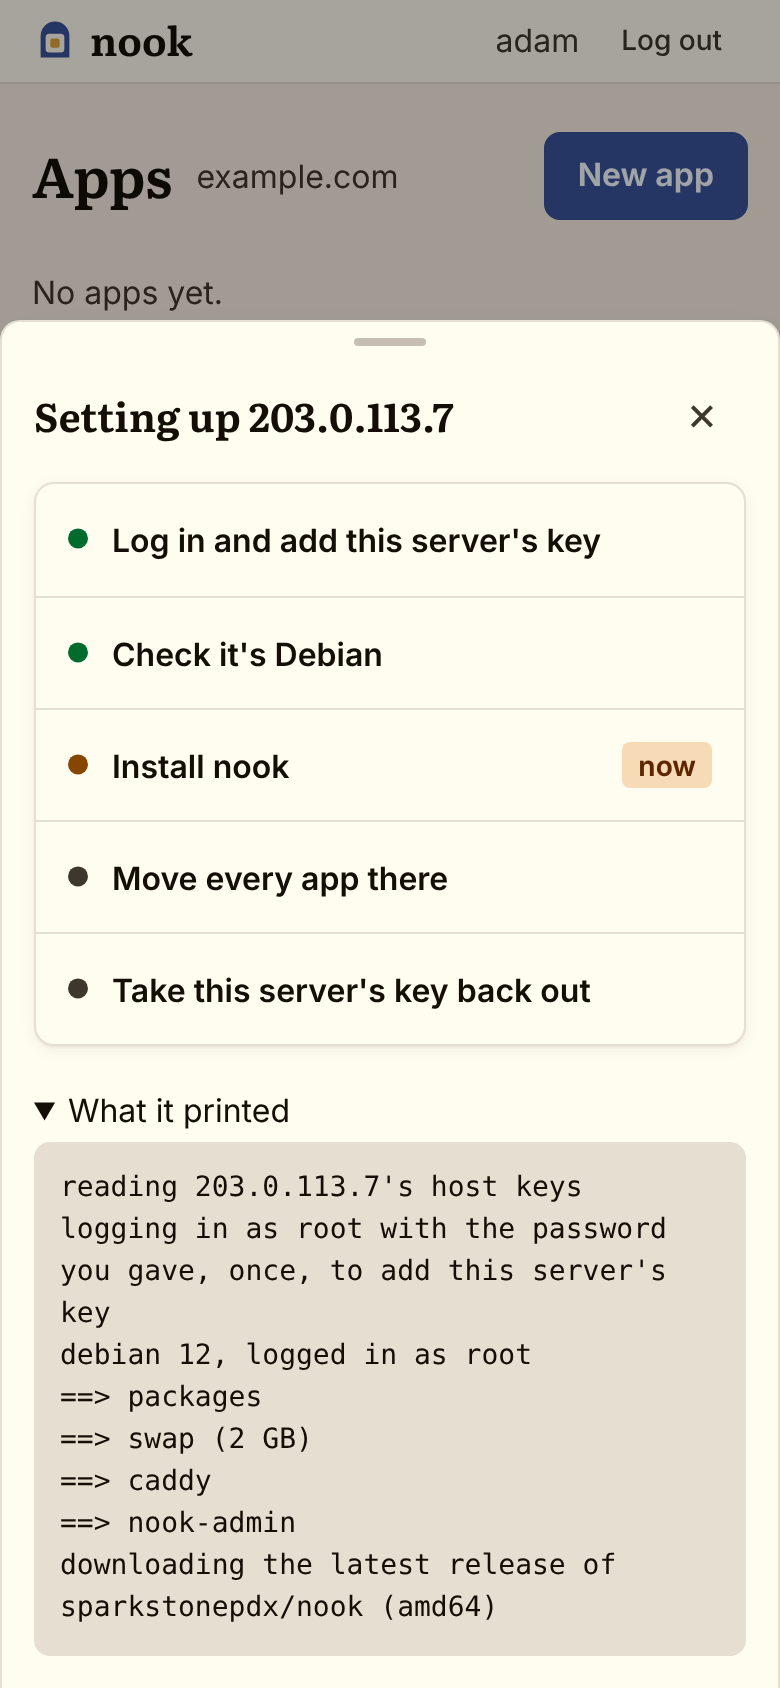 nook
adam
Log out
Apps
example.com
New app
No apps yet.
Setting up 203.0.113.7
Log in and add this server's key
Check it's Debian
Install nook
now
Move every app there
Take this server's key back out
What it printed
reading 203.0.113.7's host keys
logging in as root with the password
you gave, once, to add this server's
key
debian 12, logged in as root
==> packages
==> swap (2 GB)
==> caddy
==> nook-admin
downloading the latest release of
sparkstonepdx/nook (amd64)